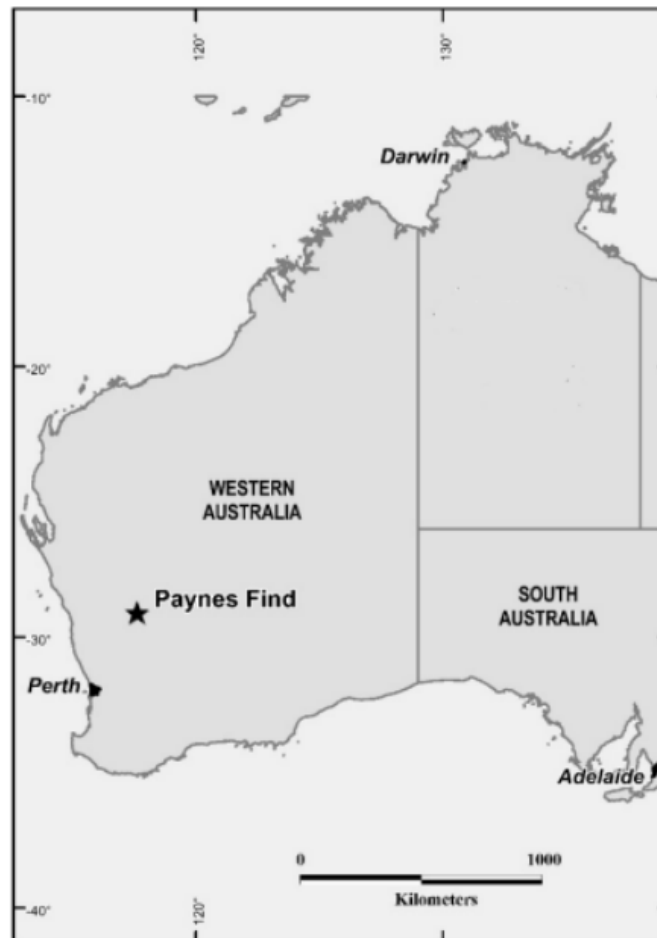 120°
130°
-10°
Darwin
-20°
WESTERN
AUSTRALIA
Paynes Find
SOUTH
AUSTRALIA
-30°
Perth
Adelaide
0 1000
Kilometers
-40°
120°
130°